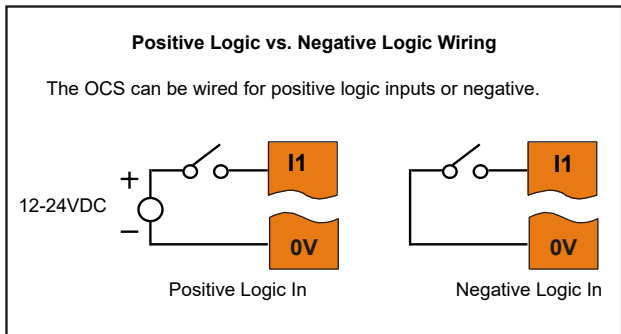 Positive Logic vs. Negative Logic Wiring
The OCS can be wired for positive logic inputs or negative.
I1
I1
+
12-24VDC
–
0V
0V
Positive Logic In
Negative Logic In